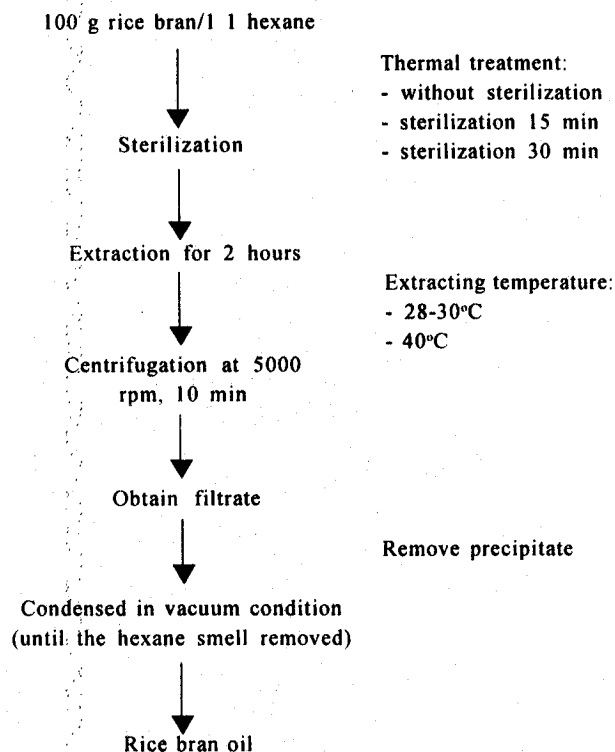 100 g rice bran/1 1 hexane
Thermal treatment:
- without sterilization
- sterilization 15 min
- sterilization 30 min
Sterilization
Extraction for 2 hours
Extracting temperature:
- 28-30°C
- 40°C
Centrifugation at 5000
rpm, 10 min
Obtain filtrate
Remove precipitate
Condensed in vacuum condition
(until the hexane smell removed)
Rice bran oil